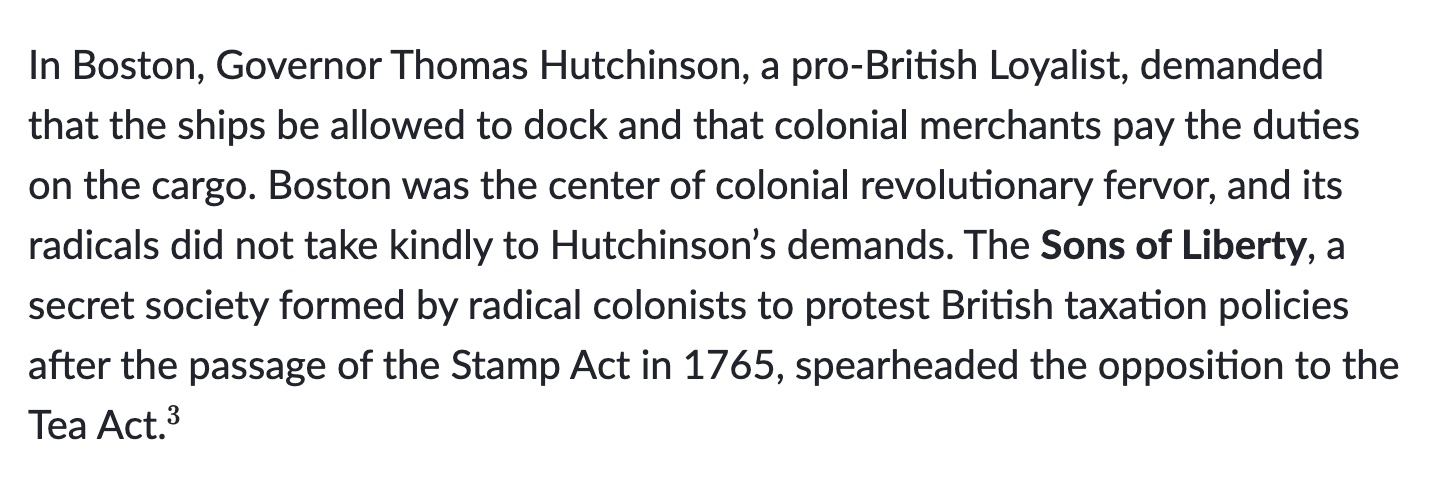 In Boston, Governor Thomas Hutchinson, a pro-British Loyalist, demanded
that the ships be allowed to dock and that colonial merchants pay the duties
on the cargo. Boston was the center of colonial revolutionary fervor, and its
radicals did not take kindly to Hutchinson’s demands. The Sons of Liberty, a
secret society formed by radical colonists to protest British taxation policies
after the passage of the Stamp Act in 1765, spearheaded the opposition to the
Tea Act.³